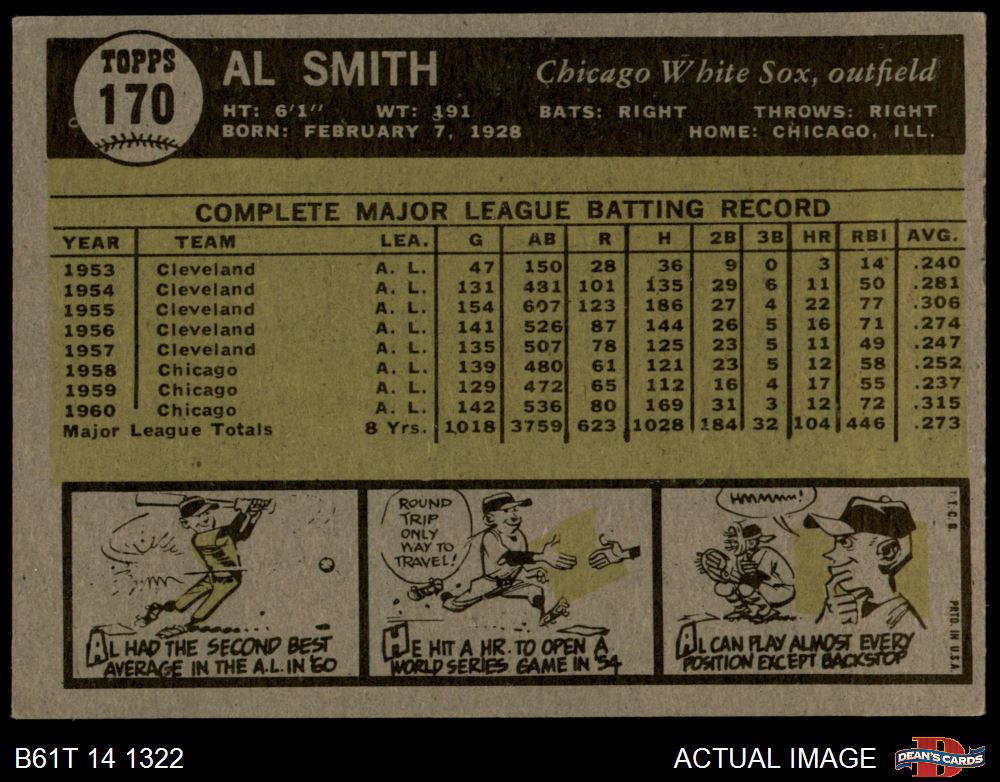 TOPPS
170
AL SMITH
Chicago White Sox, outfield
HT: 6'1" WT: 191 BATS: RIGHT THROWS: RIGHT
BORN: FEBRUARY 7, 1928 HOME: CHICAGO, ILL.
COMPLETE MAJOR LEAGUE BATTING RECORD
YEAR TEAM LEA. G AB R H 2B 3B HR RBI AVG.
1953 Cleveland A. L. 47 150 28 36 9 0 3 14 .240
1954 Cleveland A. L. 131 481 101 135 29 6 11 50 .281
1955 Cleveland A. L. 154 607 123 186 27 4 22 77 .306
1956 Cleveland A. L. 141 526 87 144 26 5 16 71 .274
1957 Cleveland A. L. 135 507 78 125 23 5 11 49 .247
1958 Chicago A. L. 139 480 61 121 23 5 12 58 .252
1959 Chicago A. L. 129 472 65 112 16 4 17 55 .237
1960 Chicago A. L. 142 536 80 169 31 3 12 72 .315
Major League Totals 8 Yrs. 1018 3759 623 1028 184 32 104 446 .273
AL HAD THE SECOND BEST
AVERAGE IN THE A.L. IN '60
ROUND
TRIP
ONLY
WAY TO
TRAVEL!
HE HIT A HR. TO OPEN A
WORLD SERIES GAME IN '54
HMMMM!
AL CAN PLAY ALMOST EVERY
POSITION EXCEPT BACKSTOP
T.C.G. PRTD. IN U.S.A.
B61T 14 1322
ACTUAL IMAGE
DEAN'S CARDS